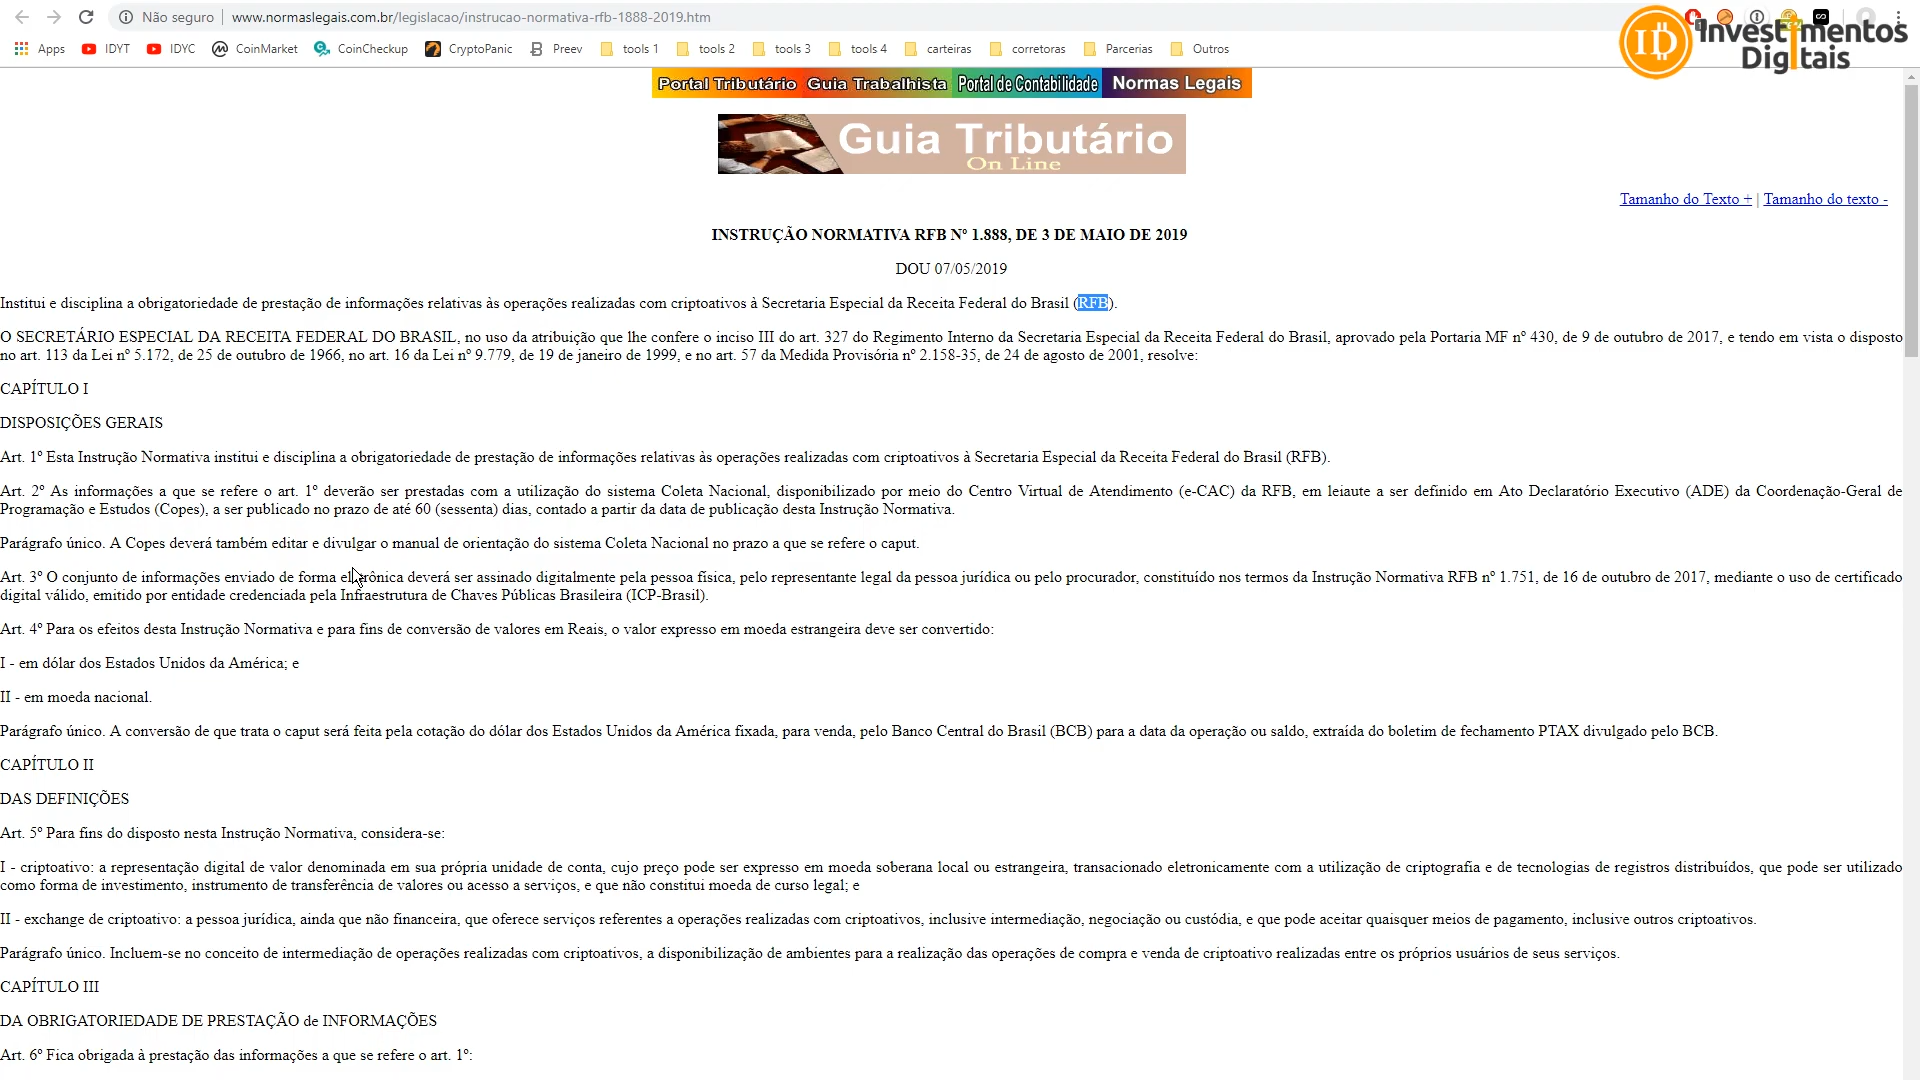 Não seguro | www.normaslegais.com.br/legislacao/instrucao-normativa-rfb-1888-2019.htm
Apps IDYT IDYC CoinMarket CoinCheckup CryptoPanic Preev tools 1 tools 2 tools 3 tools 4 carteiras corretoras Parcerias Outros
Investimentos
Digitais
Portal Tributário Guia Trabalhista Portal de Contabilidade Normas Legais
Guia Tributário
On Line
Tamanho do Texto + | Tamanho do texto -
INSTRUÇÃO NORMATIVA RFB Nº 1.888, DE 3 DE MAIO DE 2019
DOU 07/05/2019
Institui e disciplina a obrigatoriedade de prestação de informações relativas às operações realizadas com criptoativos à Secretaria Especial da Receita Federal do Brasil (RFB).
O SECRETÁRIO ESPECIAL DA RECEITA FEDERAL DO BRASIL, no uso da atribuição que lhe confere o inciso III do art. 327 do Regimento Interno da Secretaria Especial da Receita Federal do Brasil, aprovado pela Portaria MF nº 430, de 9 de outubro de 2017, e tendo em vista o disposto
no art. 113 da Lei nº 5.172, de 25 de outubro de 1966, no art. 16 da Lei nº 9.779, de 19 de janeiro de 1999, e no art. 57 da Medida Provisória nº 2.158-35, de 24 de agosto de 2001, resolve:
CAPÍTULO I
DISPOSIÇÕES GERAIS
Art. 1º Esta Instrução Normativa institui e disciplina a obrigatoriedade de prestação de informações relativas às operações realizadas com criptoativos à Secretaria Especial da Receita Federal do Brasil (RFB).
Art. 2º As informações a que se refere o art. 1º deverão ser prestadas com a utilização do sistema Coleta Nacional, disponibilizado por meio do Centro Virtual de Atendimento (e-CAC) da RFB, em leiaute a ser definido em Ato Declaratório Executivo (ADE) da Coordenação-Geral de
Programação e Estudos (Copes), a ser publicado no prazo de até 60 (sessenta) dias, contado a partir da data de publicação desta Instrução Normativa.
Parágrafo único. A Copes deverá também editar e divulgar o manual de orientação do sistema Coleta Nacional no prazo a que se refere o caput.
Art. 3º O conjunto de informações enviado de forma eletrônica deverá ser assinado digitalmente pela pessoa física, pelo representante legal da pessoa jurídica ou pelo procurador, constituído nos termos da Instrução Normativa RFB nº 1.751, de 16 de outubro de 2017, mediante o uso de certificado
digital válido, emitido por entidade credenciada pela Infraestrutura de Chaves Públicas Brasileira (ICP-Brasil).
Art. 4º Para os efeitos desta Instrução Normativa e para fins de conversão de valores em Reais, o valor expresso em moeda estrangeira deve ser convertido:
I - em dólar dos Estados Unidos da América; e
II - em moeda nacional.
Parágrafo único. A conversão de que trata o caput será feita pela cotação do dólar dos Estados Unidos da América fixada, para venda, pelo Banco Central do Brasil (BCB) para a data da operação ou saldo, extraída do boletim de fechamento PTAX divulgado pelo BCB.
CAPÍTULO II
DAS DEFINIÇÕES
Art. 5º Para fins do disposto nesta Instrução Normativa, considera-se:
I - criptoativo: a representação digital de valor denominada em sua própria unidade de conta, cujo preço pode ser expresso em moeda soberana local ou estrangeira, transacionado eletronicamente com a utilização de criptografia e de tecnologias de registros distribuídos, que pode ser utilizado
como forma de investimento, instrumento de transferência de valores ou acesso a serviços, e que não constitui moeda de curso legal; e
II - exchange de criptoativo: a pessoa jurídica, ainda que não financeira, que oferece serviços referentes a operações realizadas com criptoativos, inclusive intermediação, negociação ou custódia, e que pode aceitar quaisquer meios de pagamento, inclusive outros criptoativos.
Parágrafo único. Incluem-se no conceito de intermediação de operações realizadas com criptoativos, a disponibilização de ambientes para a realização das operações de compra e venda de criptoativo realizadas entre os próprios usuários de seus serviços.
CAPÍTULO III
DA OBRIGATORIEDADE DE PRESTAÇÃO de INFORMAÇÕES
Art. 6º Fica obrigada à prestação das informações a que se refere o art. 1º: